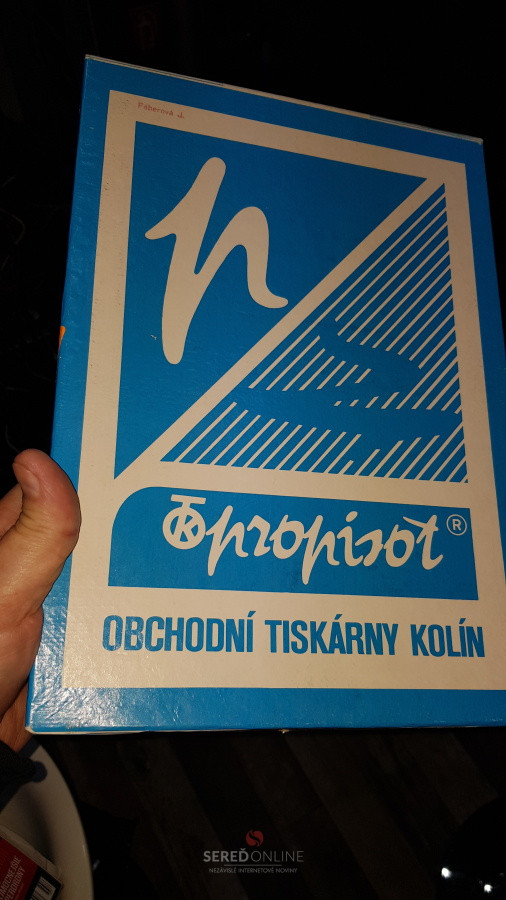 Fáberová J.
propisot®
OBCHODNÍ TISKÁRNY KOLÍN
SEREĎONLINE
NEZÁVISLÉ INTERNETOVÉ NOVINY